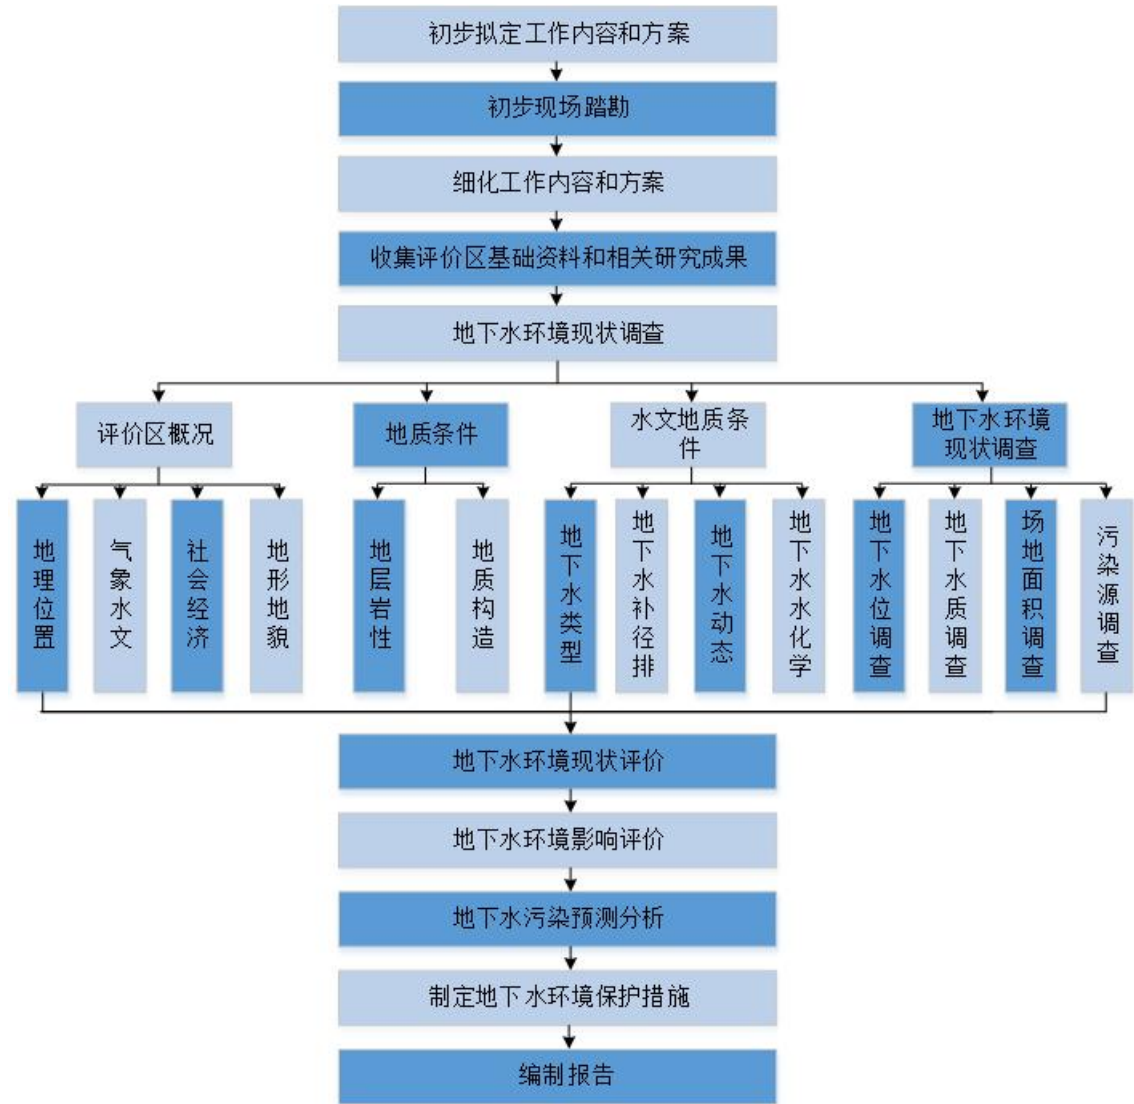 初步拟定工作内容和方案
初步现场踏勘
细化工作内容和方案
收集评价区基础资料和相关研究成果
地下水环境现状调查
评价区概况
地质条件
水文地质条
件
地下水环境
现状调查
地理位置
气象水文
社会经济
地形地貌
地层岩性
地质构造
地下水类型
地下水补径排
地下水动态
地下水水化学
地下水位调查
地下水质调查
场地面积调查
污染源调查
地下水环境现状评价
地下水环境影响评价
地下水污染预测分析
制定地下水环境保护措施
编制报告